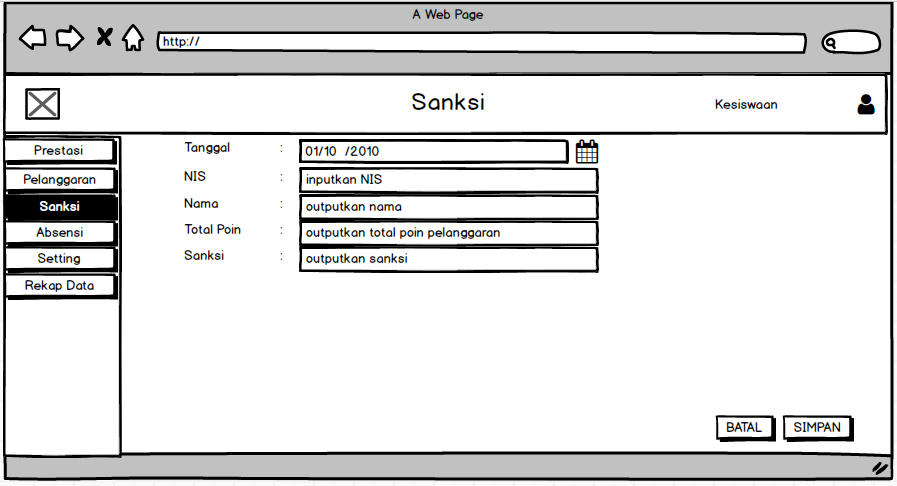 A Web Page
http://
Sanksi
Kesiswaan
Prestasi
Pelanggaran
Sanksi
Absensi
Setting
Rekap Data
Tanggal : 01/10 /2010
NIS : inputkan NIS
Nama : outputkan nama
Total Poin : outputkan total poin pelanggaran
Sanksi : outputkan sanksi
BATAL SIMPAN